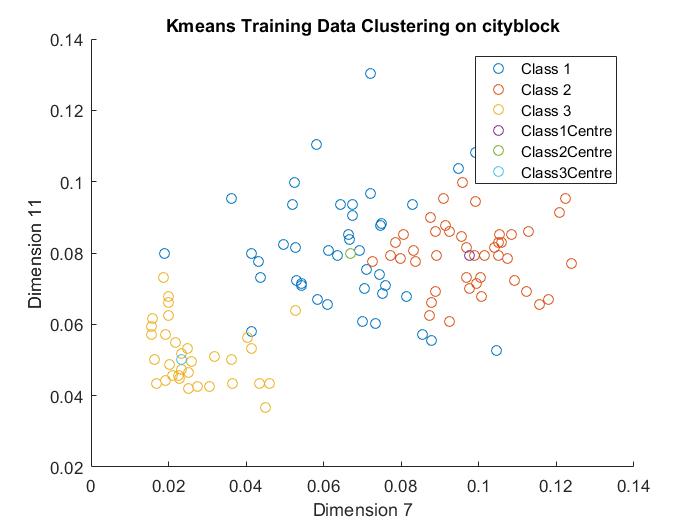 Kmeans Training Data Clustering on cityblock
0.14
0.12
0.1
0.08
0.06
0.04
0.02
Dimension 11
Class 1
Class 2
Class 3
Class1Centre
Class2Centre
Class3Centre
0 0.02 0.04 0.06 0.08 0.1 0.12 0.14
Dimension 7